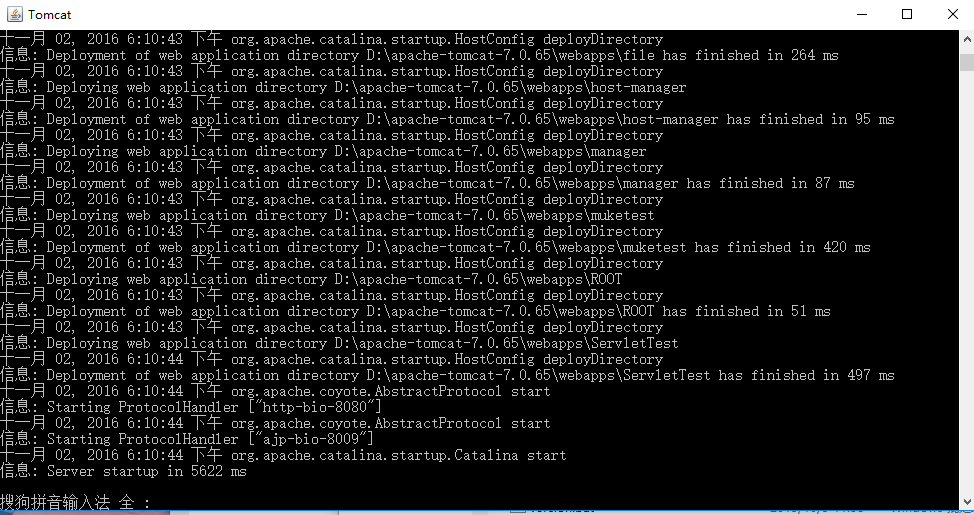 Tomcat
十一月 02, 2016 6:10:43 下午 org.apache.catalina.startup.HostConfig deployDirectory
信息: Deployment of web application directory D:\apache-tomcat-7.0.65\webapps\file has finished in 264 ms
十一月 02, 2016 6:10:43 下午 org.apache.catalina.startup.HostConfig deployDirectory
信息: Deploying web application directory D:\apache-tomcat-7.0.65\webapps\host-manager
十一月 02, 2016 6:10:43 下午 org.apache.catalina.startup.HostConfig deployDirectory
信息: Deployment of web application directory D:\apache-tomcat-7.0.65\webapps\host-manager has finished in 95 ms
十一月 02, 2016 6:10:43 下午 org.apache.catalina.startup.HostConfig deployDirectory
信息: Deploying web application directory D:\apache-tomcat-7.0.65\webapps\manager
十一月 02, 2016 6:10:43 下午 org.apache.catalina.startup.HostConfig deployDirectory
信息: Deployment of web application directory D:\apache-tomcat-7.0.65\webapps\manager has finished in 87 ms
十一月 02, 2016 6:10:43 下午 org.apache.catalina.startup.HostConfig deployDirectory
信息: Deploying web application directory D:\apache-tomcat-7.0.65\webapps\muketest
十一月 02, 2016 6:10:43 下午 org.apache.catalina.startup.HostConfig deployDirectory
信息: Deployment of web application directory D:\apache-tomcat-7.0.65\webapps\muketest has finished in 420 ms
十一月 02, 2016 6:10:43 下午 org.apache.catalina.startup.HostConfig deployDirectory
信息: Deploying web application directory D:\apache-tomcat-7.0.65\webapps\ROOT
十一月 02, 2016 6:10:43 下午 org.apache.catalina.startup.HostConfig deployDirectory
信息: Deployment of web application directory D:\apache-tomcat-7.0.65\webapps\ROOT has finished in 51 ms
十一月 02, 2016 6:10:43 下午 org.apache.catalina.startup.HostConfig deployDirectory
信息: Deploying web application directory D:\apache-tomcat-7.0.65\webapps\ServletTest
十一月 02, 2016 6:10:44 下午 org.apache.catalina.startup.HostConfig deployDirectory
信息: Deployment of web application directory D:\apache-tomcat-7.0.65\webapps\ServletTest has finished in 497 ms
十一月 02, 2016 6:10:44 下午 org.apache.coyote.AbstractProtocol start
信息: Starting ProtocolHandler ["http-bio-8080"]
十一月 02, 2016 6:10:44 下午 org.apache.coyote.AbstractProtocol start
信息: Starting ProtocolHandler ["ajp-bio-8009"]
十一月 02, 2016 6:10:44 下午 org.apache.catalina.startup.Catalina start
信息: Server startup in 5622 ms
搜狗拼音输入法 全 :